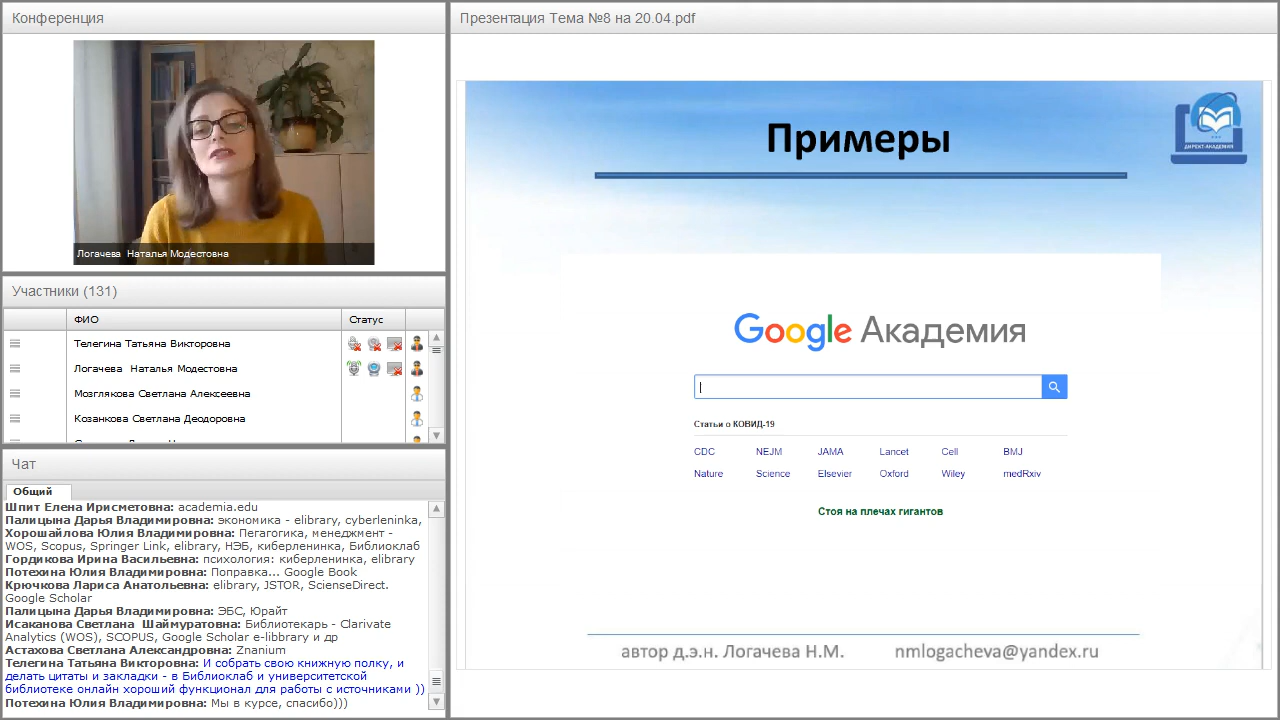 Конференция
Логачева  Наталья Модестовна
Участники (131)
ФИО
Статус
Телегина Татьяна Викторовна
Логачева  Наталья Модестовна
Мозглякова Светлана Алексеевна
Козанкова Светлана Деодоровна
Чат
Общий
Шпит Елена Ирисметовна: academia.edu
Палицына Дарья Владимировна: экономика - elibrary, cyberleninka,
Хорошайлова Юлия Владимировна: Пегагогика, менеджмент -
WOS, Scopus, Springer Link, elibrary, НЭБ, киберленинка, Библиоклаб
Гордикова Ирина Васильевна: психология: киберленинка, elibrary
Потехина Юлия Владимировна: Поправка... Google Book
Крючкова Лариса Анатольевна: elibrary, JSTOR, ScienseDirect.
Google Scholar
Палицына Дарья Владимировна: ЭБС, Юрайт
Исаканова Светлана  Шаймуратовна: Библиотекарь - Clarivate
Analytics (WOS), SCOPUS, Google Scholar e-libbrary и др
Астахова Светлана Александровна: Znanium
Телегина Татьяна Викторовна: И собрать свою книжную полку, и
делать цитаты и закладки - в Библиоклаб и университетской
библиотеке онлайн хороший функционал для работы с источниками ))
Потехина Юлия Владимировна: Мы в курсе, спасибо)))
Презентация Тема №8 на 20.04.pdf
Примеры
ДИРЕКТ-АКАДЕМИЯ
Google Академия
Статьи о КОВИД-19
CDC NEJM JAMA Lancet Cell BMJ
Nature Science Elsevier Oxford Wiley medRxiv
Стоя на плечах гигантов
автор д.э.н. Логачева Н.М. nmlogacheva@yandex.ru